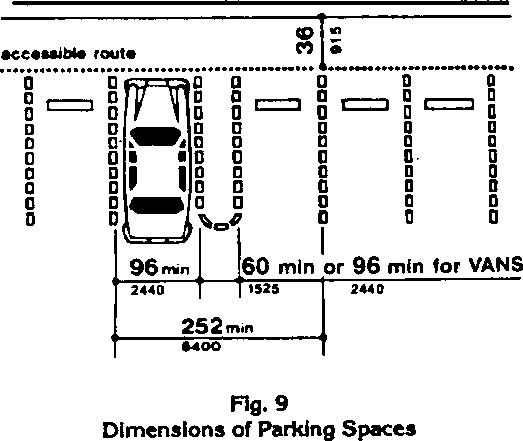 36
915
accessible route
96 min 60 min or 96 min for VANS
2440 1525 2440
252 min
6400
Fig. 9
Dimensions of Parking Spaces